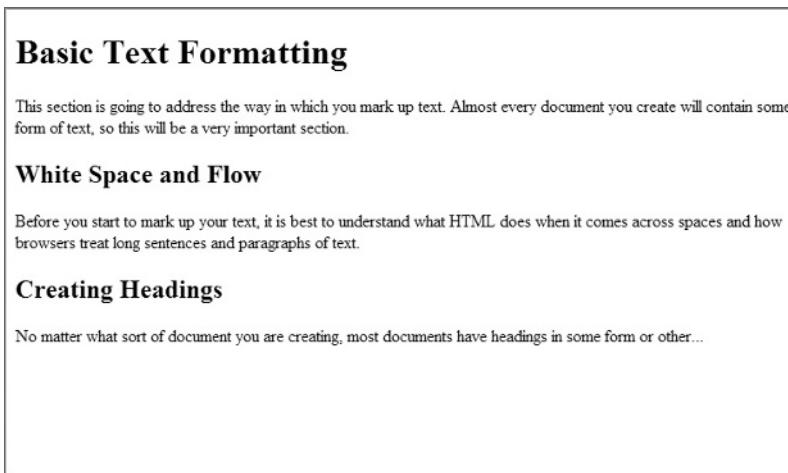 Basic Text Formatting
This section is going to address the way in which you mark up text. Almost every document you create will contain some
form of text, so this will be a very important section.
White Space and Flow
Before you start to mark up your text, it is best to understand what HTML does when it comes across spaces and how
browsers treat long sentences and paragraphs of text.
Creating Headings
No matter what sort of document you are creating, most documents have headings in some form or other...